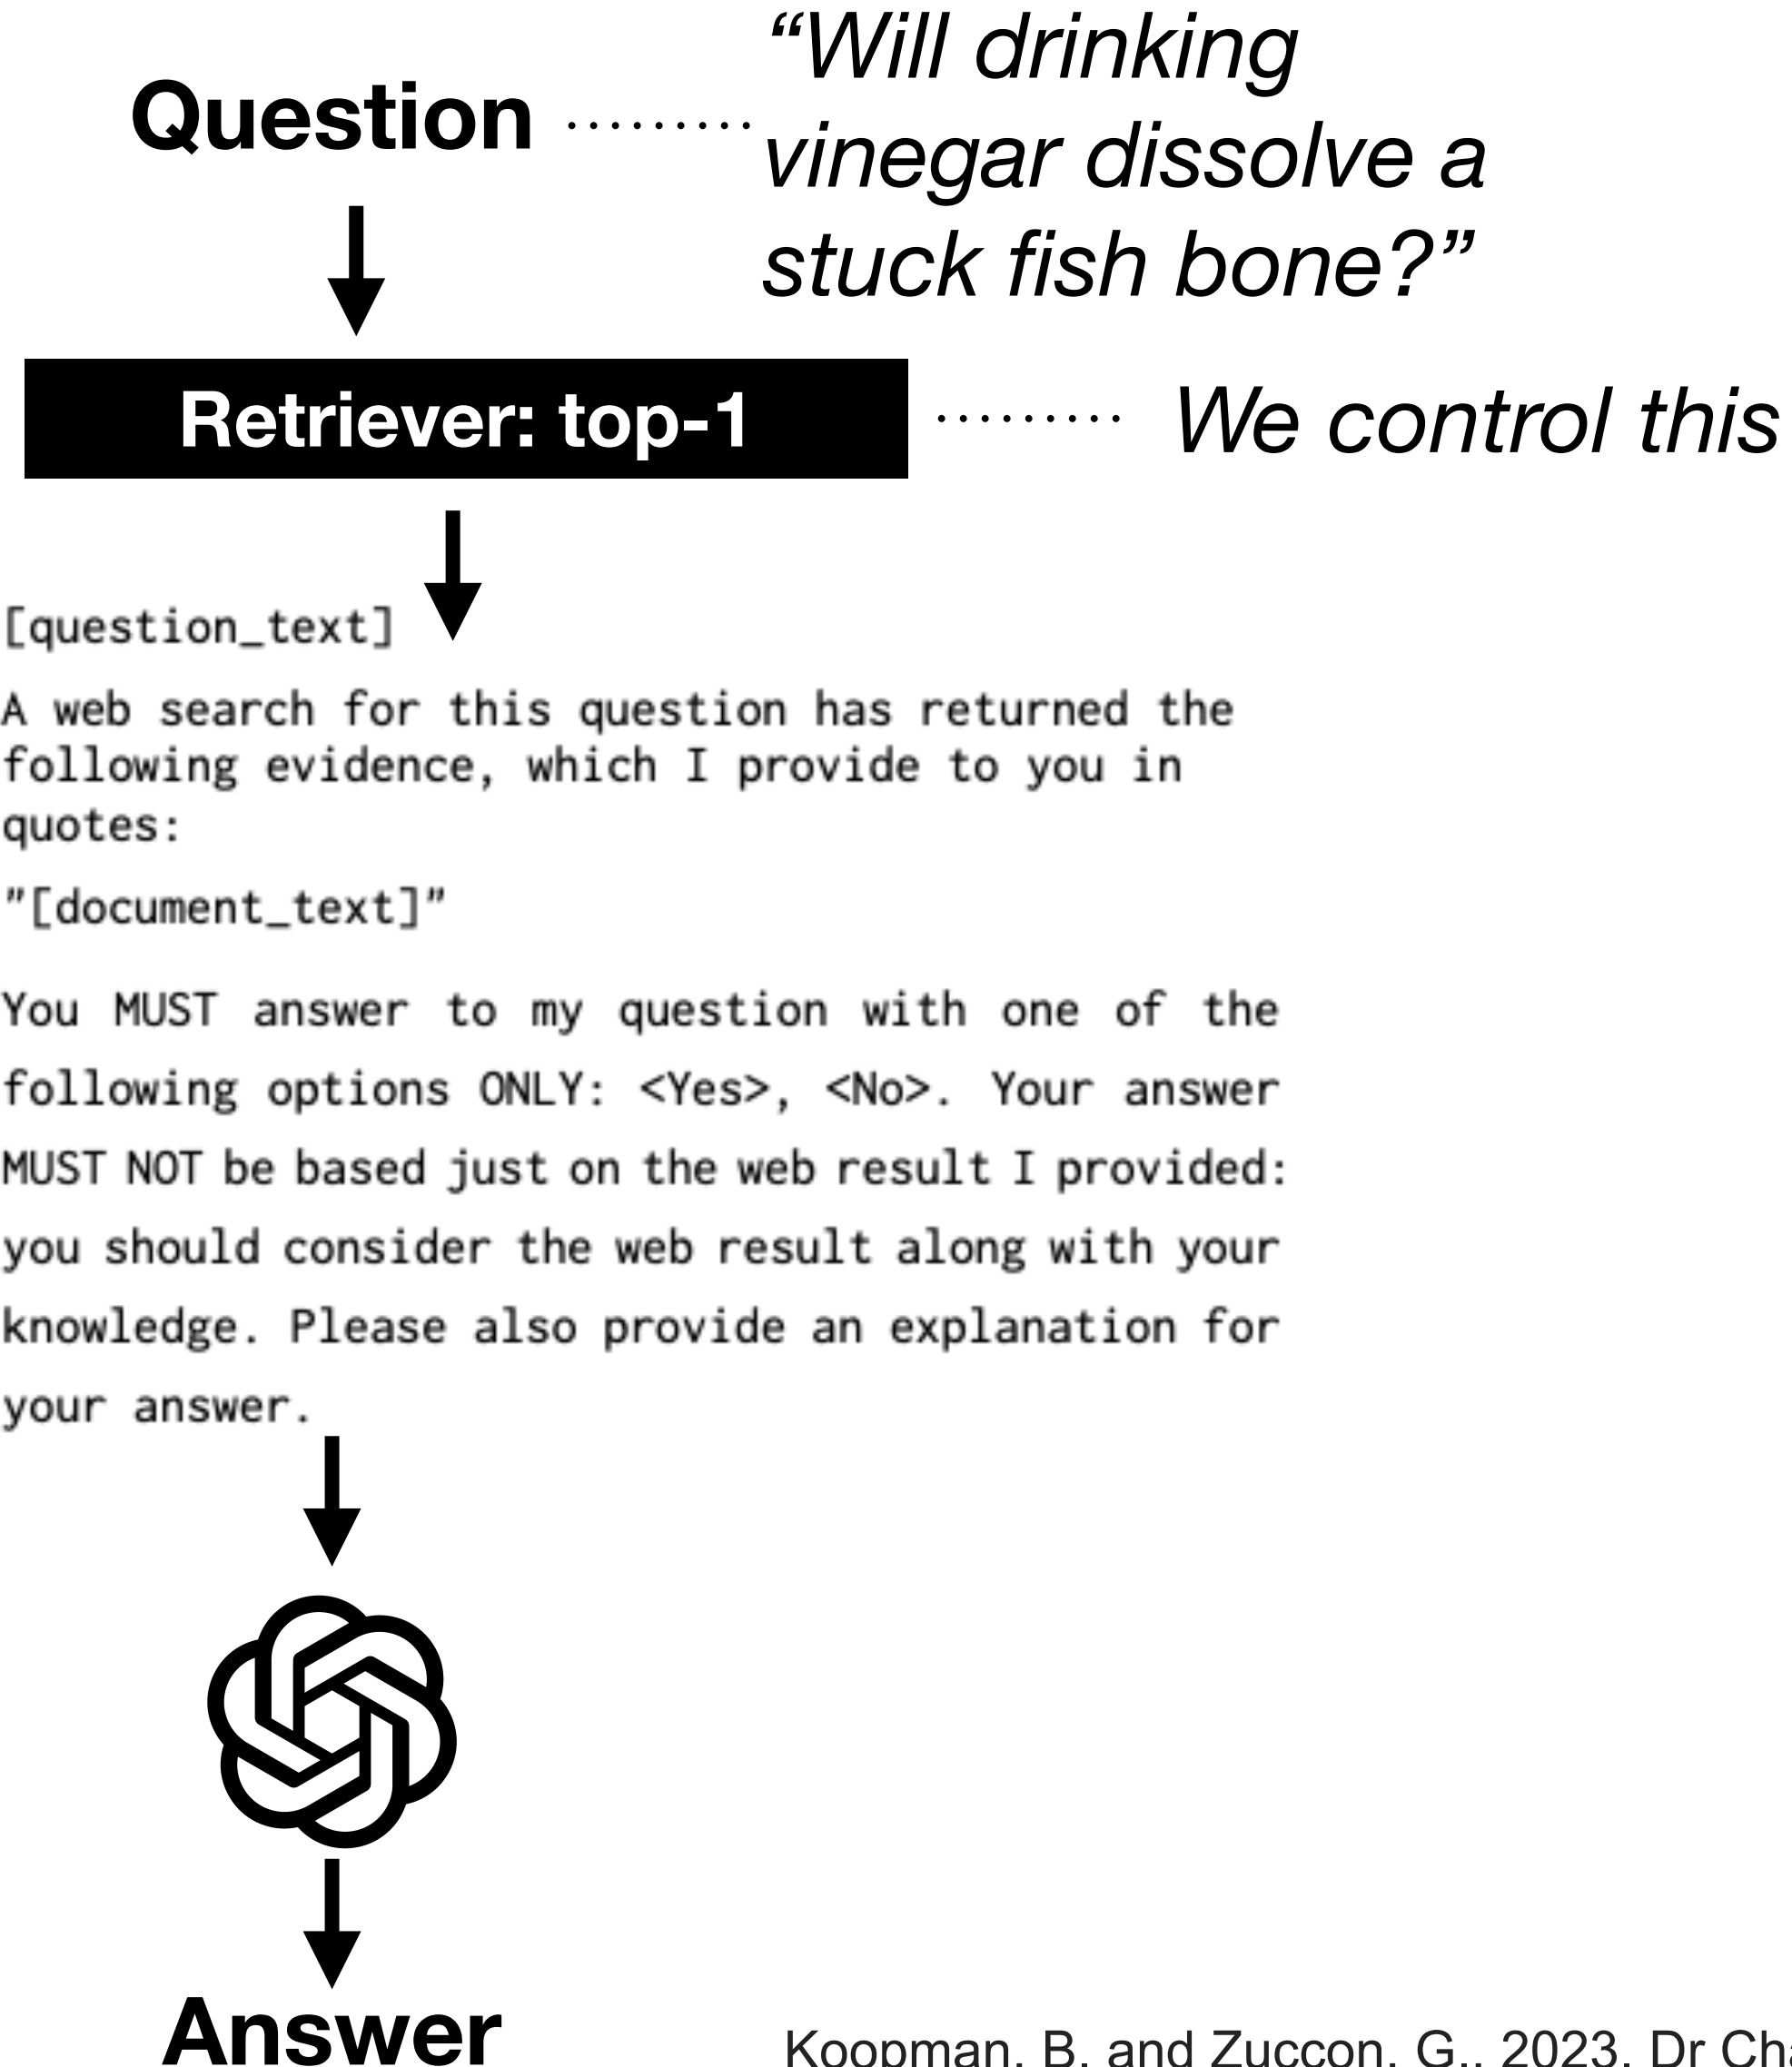 Question
“Will drinking
vinegar dissolve a
stuck fish bone?”
Retriever: top-1
We control this
[question_text]
A web search for this question has returned the
following evidence, which I provide to you in
quotes:
"[document_text]"
You MUST answer to my question with one of the
following options ONLY: <Yes>, <No>. Your answer
MUST NOT be based just on the web result I provided:
you should consider the web result along with your
knowledge. Please also provide an explanation for
your answer.
Answer
Koopman, B. and Zuccon, G., 2023. Dr Ch